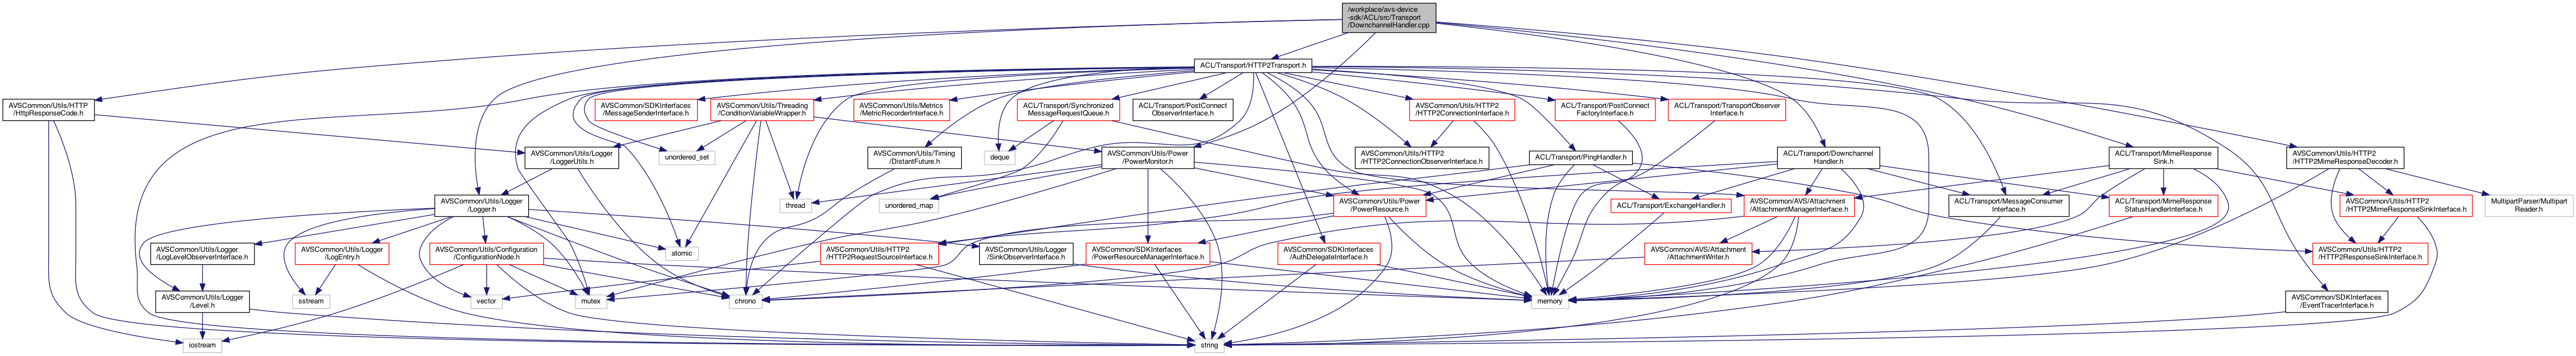 /workplace/avs-device
-sdk/ACL/src/Transport
/DownchannelHandler.cpp
ACL/Transport/HTTP2Transport.h
AVSCommon/Utils/HTTP
/HttpResponseCode.h
AVSCommon/SDKInterfaces
/MessageSenderInterface.h
AVSCommon/Utils/Threading
/ConditionVariableWrapper.h
AVSCommon/Utils/Metrics
/MetricRecorderInterface.h
ACL/Transport/Synchronized
MessageRequestQueue.h
ACL/Transport/PostConnect
ObserverInterface.h
AVSCommon/Utils/HTTP2
/HTTP2ConnectionInterface.h
ACL/Transport/PostConnect
FactoryInterface.h
ACL/Transport/TransportObserver
Interface.h
AVSCommon/Utils/Logger
/LoggerUtils.h
unordered_set
AVSCommon/Utils/Timing
/DistantFuture.h
deque
AVSCommon/Utils/Power
/PowerMonitor.h
AVSCommon/Utils/HTTP2
/HTTP2ConnectionObserverInterface.h
ACL/Transport/PingHandler.h
ACL/Transport/Downchannel
Handler.h
ACL/Transport/MimeResponse
Sink.h
AVSCommon/Utils/HTTP2
/HTTP2MimeResponseDecoder.h
AVSCommon/Utils/Logger
/Logger.h
thread
unordered_map
AVSCommon/Utils/Power
/PowerResource.h
ACL/Transport/ExchangeHandler.h
AVSCommon/AVS/Attachment
/AttachmentManagerInterface.h
ACL/Transport/MessageConsumer
Interface.h
ACL/Transport/MimeResponse
StatusHandlerInterface.h
AVSCommon/Utils/HTTP2
/HTTP2MimeResponseSinkInterface.h
MultipartParser/Multipart
Reader.h
AVSCommon/Utils/Logger
/LogLevelObserverInterface.h
AVSCommon/Utils/Logger
/LogEntry.h
AVSCommon/Utils/Configuration
/ConfigurationNode.h
atomic
AVSCommon/Utils/HTTP2
/HTTP2RequestSourceInterface.h
AVSCommon/Utils/Logger
/SinkObserverInterface.h
AVSCommon/SDKInterfaces
/PowerResourceManagerInterface.h
AVSCommon/SDKInterfaces
/AuthDelegateInterface.h
AVSCommon/AVS/Attachment
/AttachmentWriter.h
AVSCommon/Utils/HTTP2
/HTTP2ResponseSinkInterface.h
AVSCommon/Utils/Logger
/Level.h
sstream
vector
mutex
chrono
memory
AVSCommon/SDKInterfaces
/EventTracerInterface.h
iostream
string